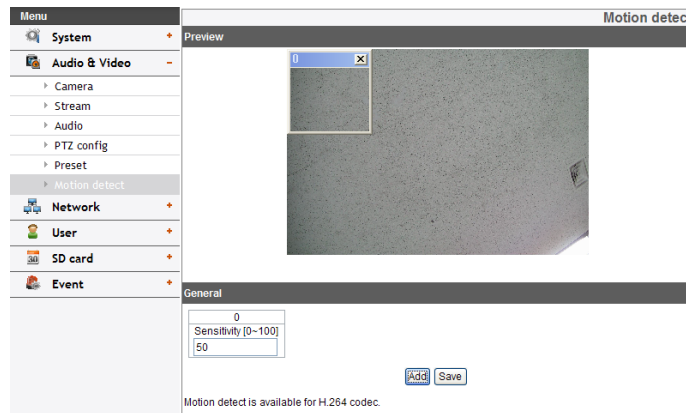 Menu
System +
Audio & Video -
Camera
Stream
Audio
PTZ config
Preset
Motion detect
Network +
User +
30 SD card +
Event +
Motion detec
Preview
0
General
0
Sensitivity [0~100]
50
Add Save
Motion detect is available for H.264 codec.